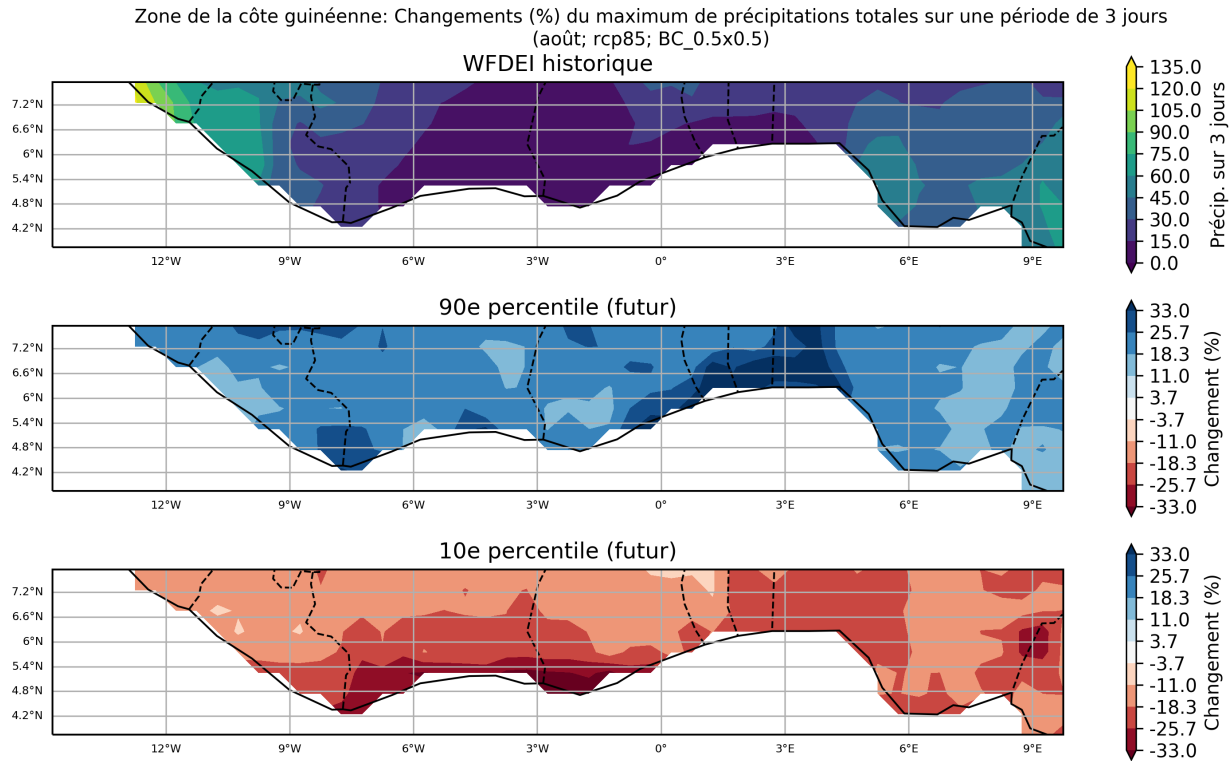 Zone de la côte guinéenne: Changements (%) du maximum de précipitations totales sur une période de 3 jours
(août; rcp85; BC_0.5x0.5)
WFDEI historique
7.2°N
6.6°N
6°N
5.4°N
4.8°N
4.2°N
12°W 9°W 6°W 3°W 0° 3°E 6°E 9°E
135.0
120.0
105.0
90.0
75.0
60.0
45.0
30.0
15.0
0.0
Précip. sur 3 jours
90e percentile (futur)
7.2°N
6.6°N
6°N
5.4°N
4.8°N
4.2°N
12°W 9°W 6°W 3°W 0° 3°E 6°E 9°E
33.0
25.7
18.3
11.0
3.7
-3.7
-11.0
-18.3
-25.7
-33.0
Changement (%)
10e percentile (futur)
7.2°N
6.6°N
6°N
5.4°N
4.8°N
4.2°N
12°W 9°W 6°W 3°W 0° 3°E 6°E 9°E
33.0
25.7
18.3
11.0
3.7
-3.7
-11.0
-18.3
-25.7
-33.0
Changement (%)